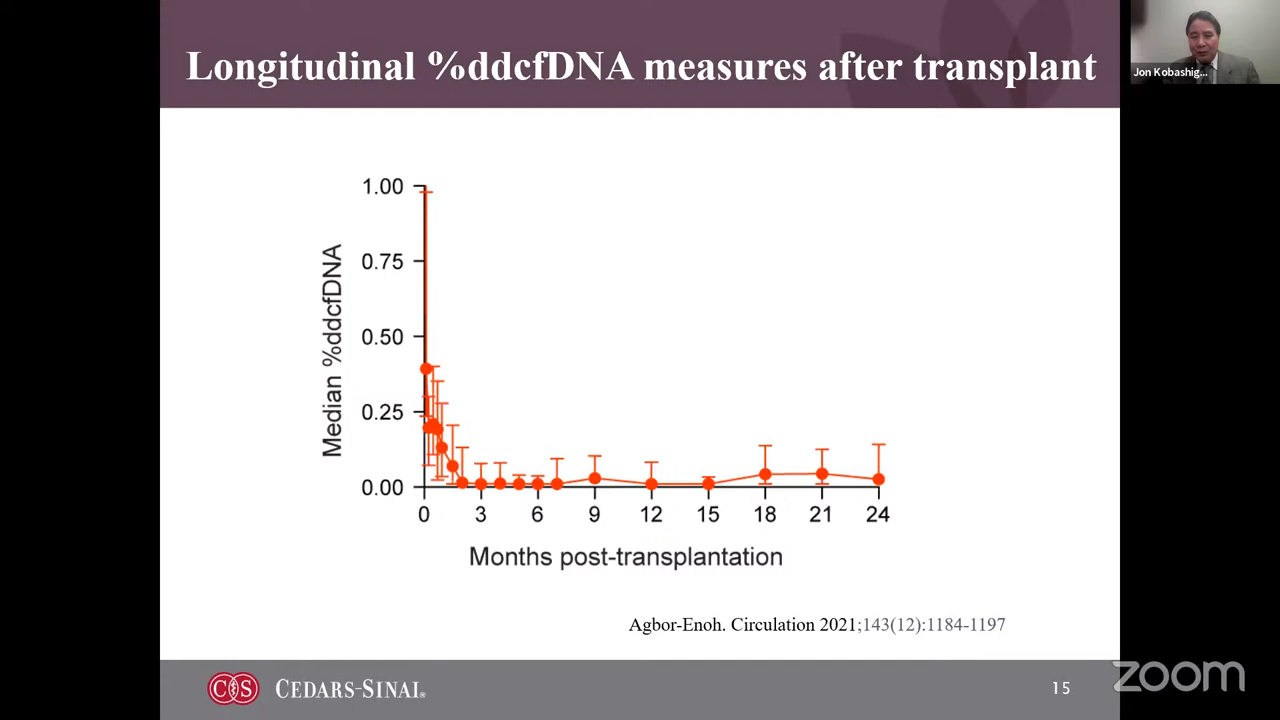 Longitudinal %ddcfDNA measures after transplant
Jon Kobashig...
1.00
0.75
0.50
0.25
0.00
Median %ddcfDNA
0 3 6 9 12 15 18 21 24
Months post-transplantation
Agbor-Enoh. Circulation 2021;143(12):1184-1197
CS CEDARS-SINAI®
15
zoom